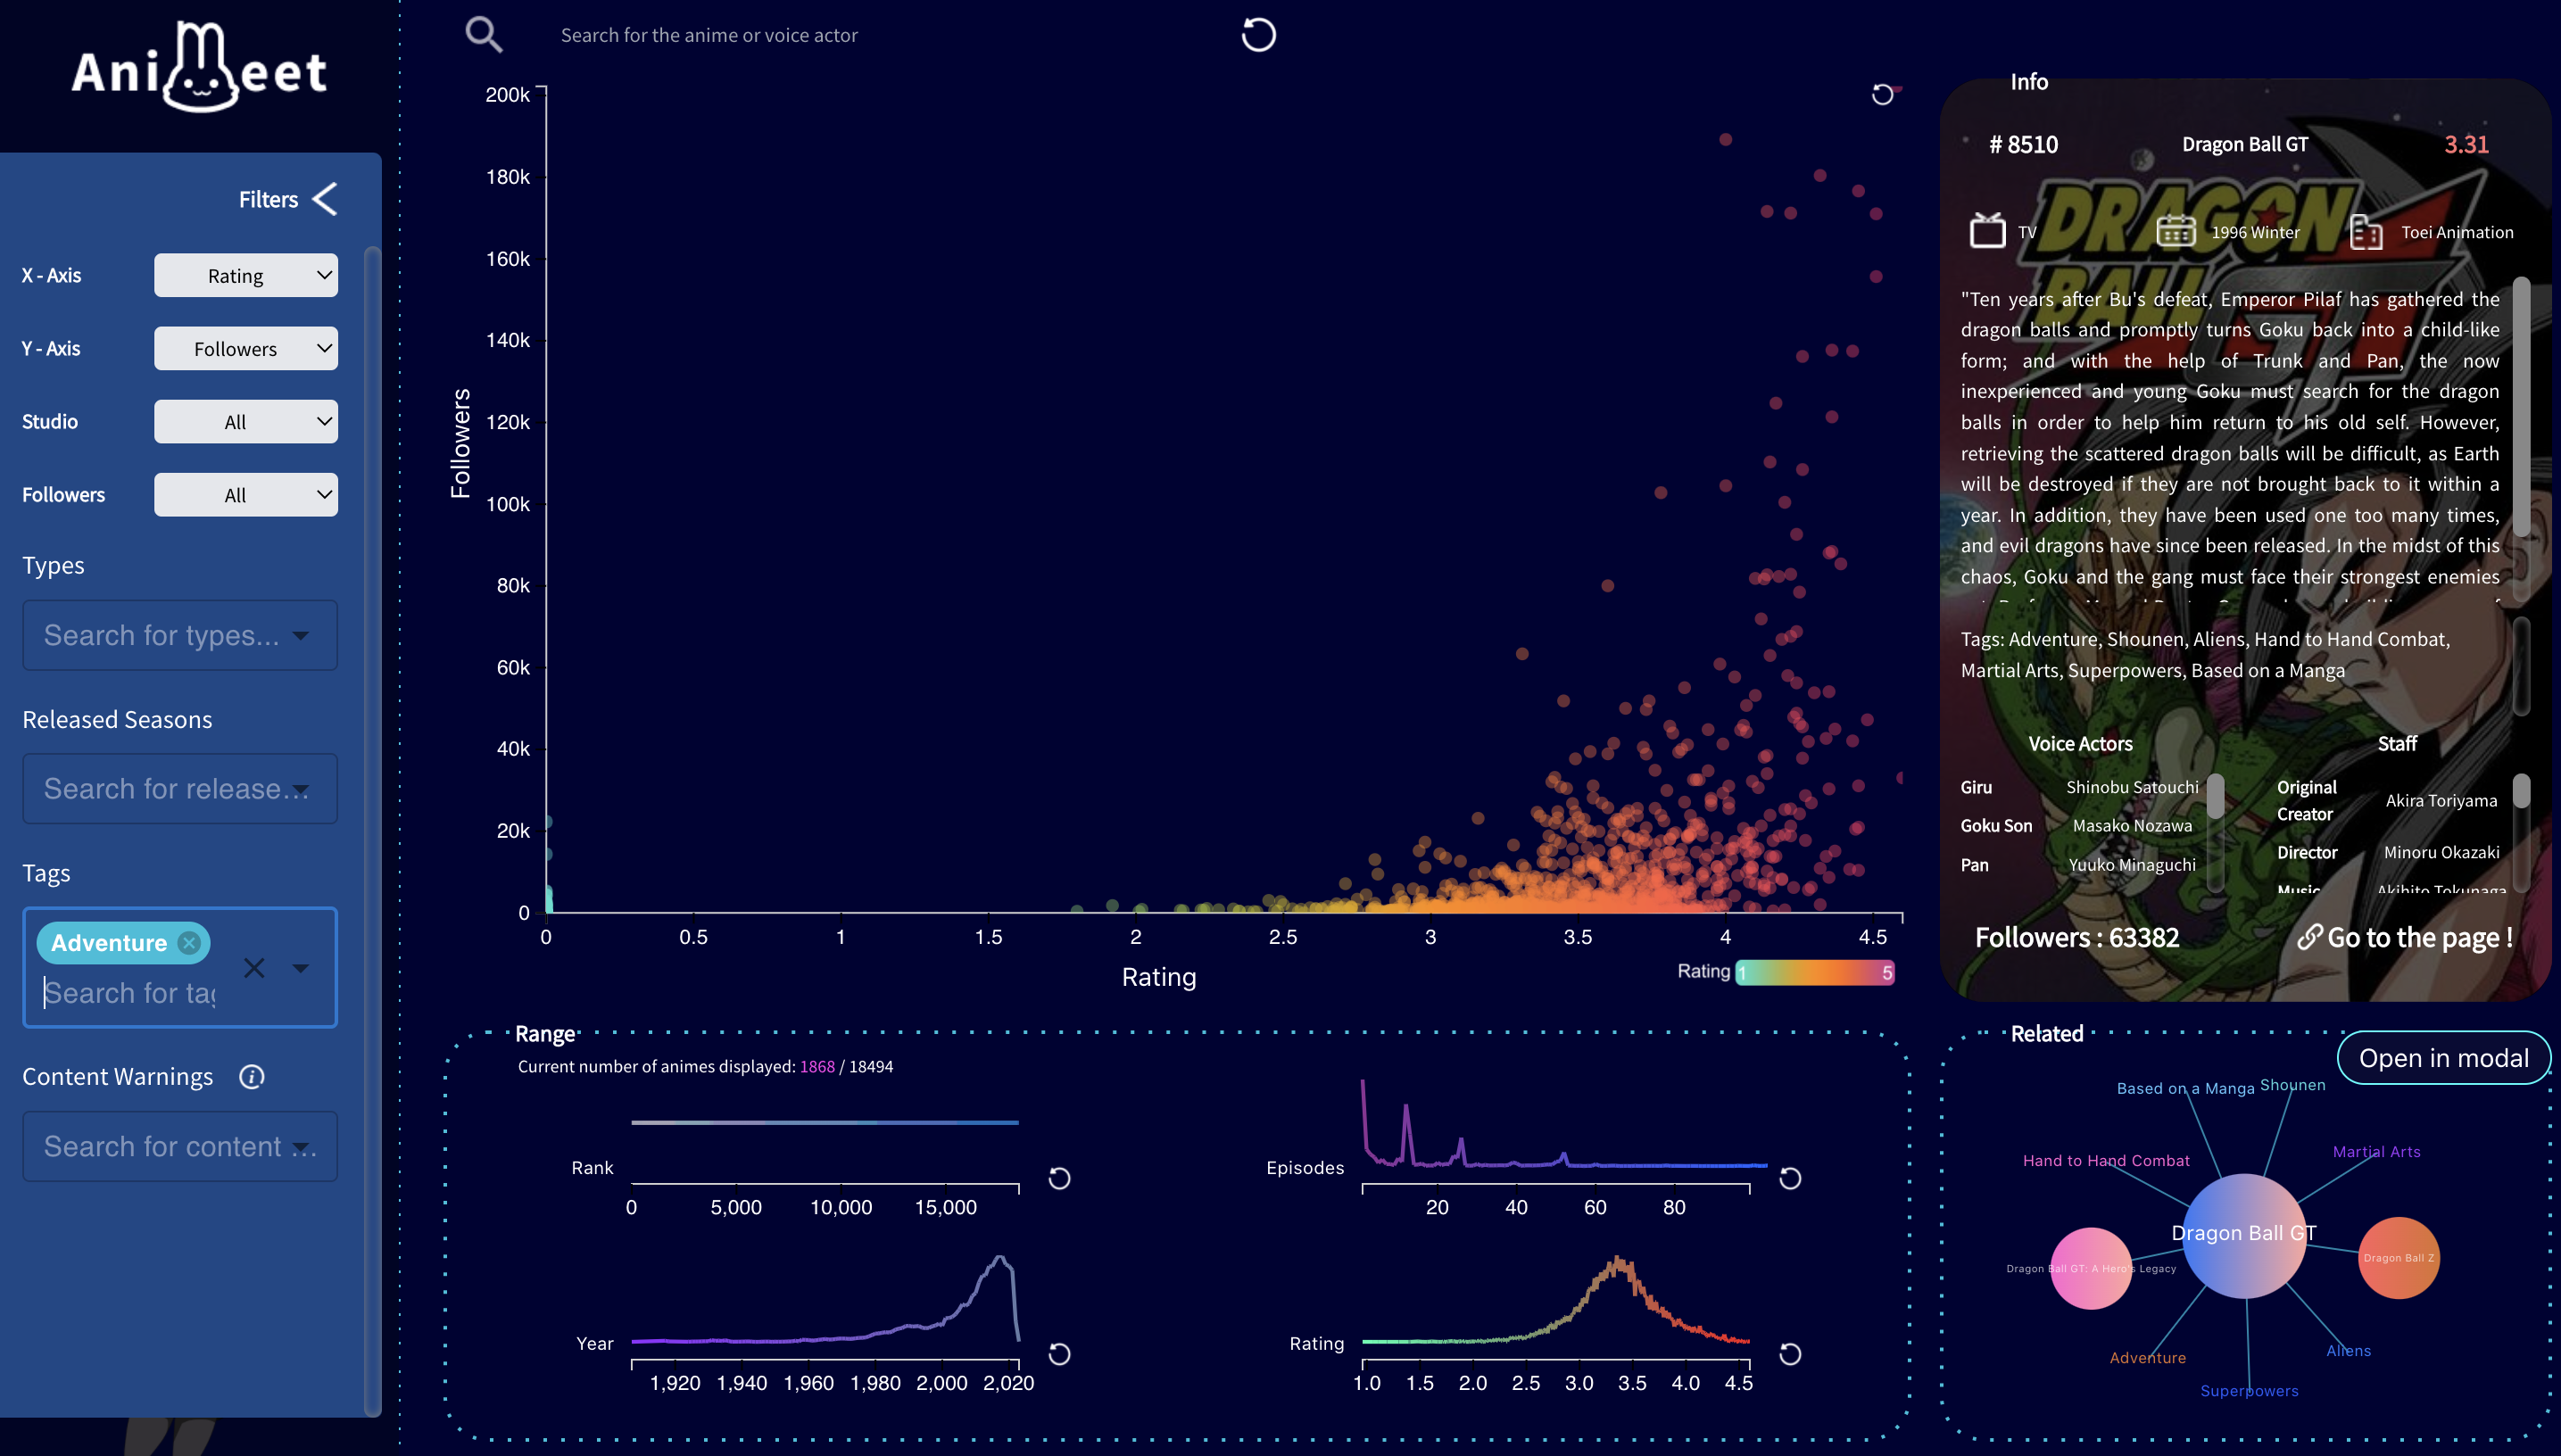 AniMeet
Filters
X - Axis
Rating
Y - Axis
Followers
Studio
All
Followers
All
Types
Search for types...
Released Seasons
Search for release...
Tags
Adventure
Search for tag
Content Warnings
Search for content ...
Search for the anime or voice actor
200k
180k
160k
140k
120k
100k
80k
60k
40k
20k
0
Followers
0 0.5 1 1.5 2 2.5 3 3.5 4 4.5
Rating
Rating 1 5
Range
Current number of animes displayed: 1868 / 18494
Rank
0 5,000 10,000 15,000
Episodes
20 40 60 80
Year
1,920 1,940 1,960 1,980 2,000 2,020
Rating
1.0 1.5 2.0 2.5 3.0 3.5 4.0 4.5
Info
# 8510 Dragon Ball GT 3.31
DRAGON
BALL
GT
TV 1996 Winter Toei Animation
"Ten years after Bu's defeat, Emperor Pilaf has gathered the
dragon balls and promptly turns Goku back into a child-like
form; and with the help of Trunk and Pan, the now
inexperienced and young Goku must search for the dragon
balls in order to help him return to his old self. However,
retrieving the scattered dragon balls will be difficult, as Earth
will be destroyed if they are not brought back to it within a
year. In addition, they have been used one too many times,
and evil dragons have since been released. In the midst of this
chaos, Goku and the gang must face their strongest enemies
Tags: Adventure, Shounen, Aliens, Hand to Hand Combat,
Martial Arts, Superpowers, Based on a Manga
Voice Actors
Giru Shinobu Satouchi
Goku Son Masako Nozawa
Pan Yuuko Minaguchi
Staff
Original
Creator
Akira Toriyama
Director Minoru Okazaki
Music Akihito Tokunaga
Followers : 63382
Go to the page !
Related
Open in modal
Based on a Manga
Shounen
Hand to Hand Combat
Martial Arts
Dragon Ball GT
Dragon Ball Z
Dragon Ball GT: A Hero's Legacy
Adventure
Aliens
Superpowers